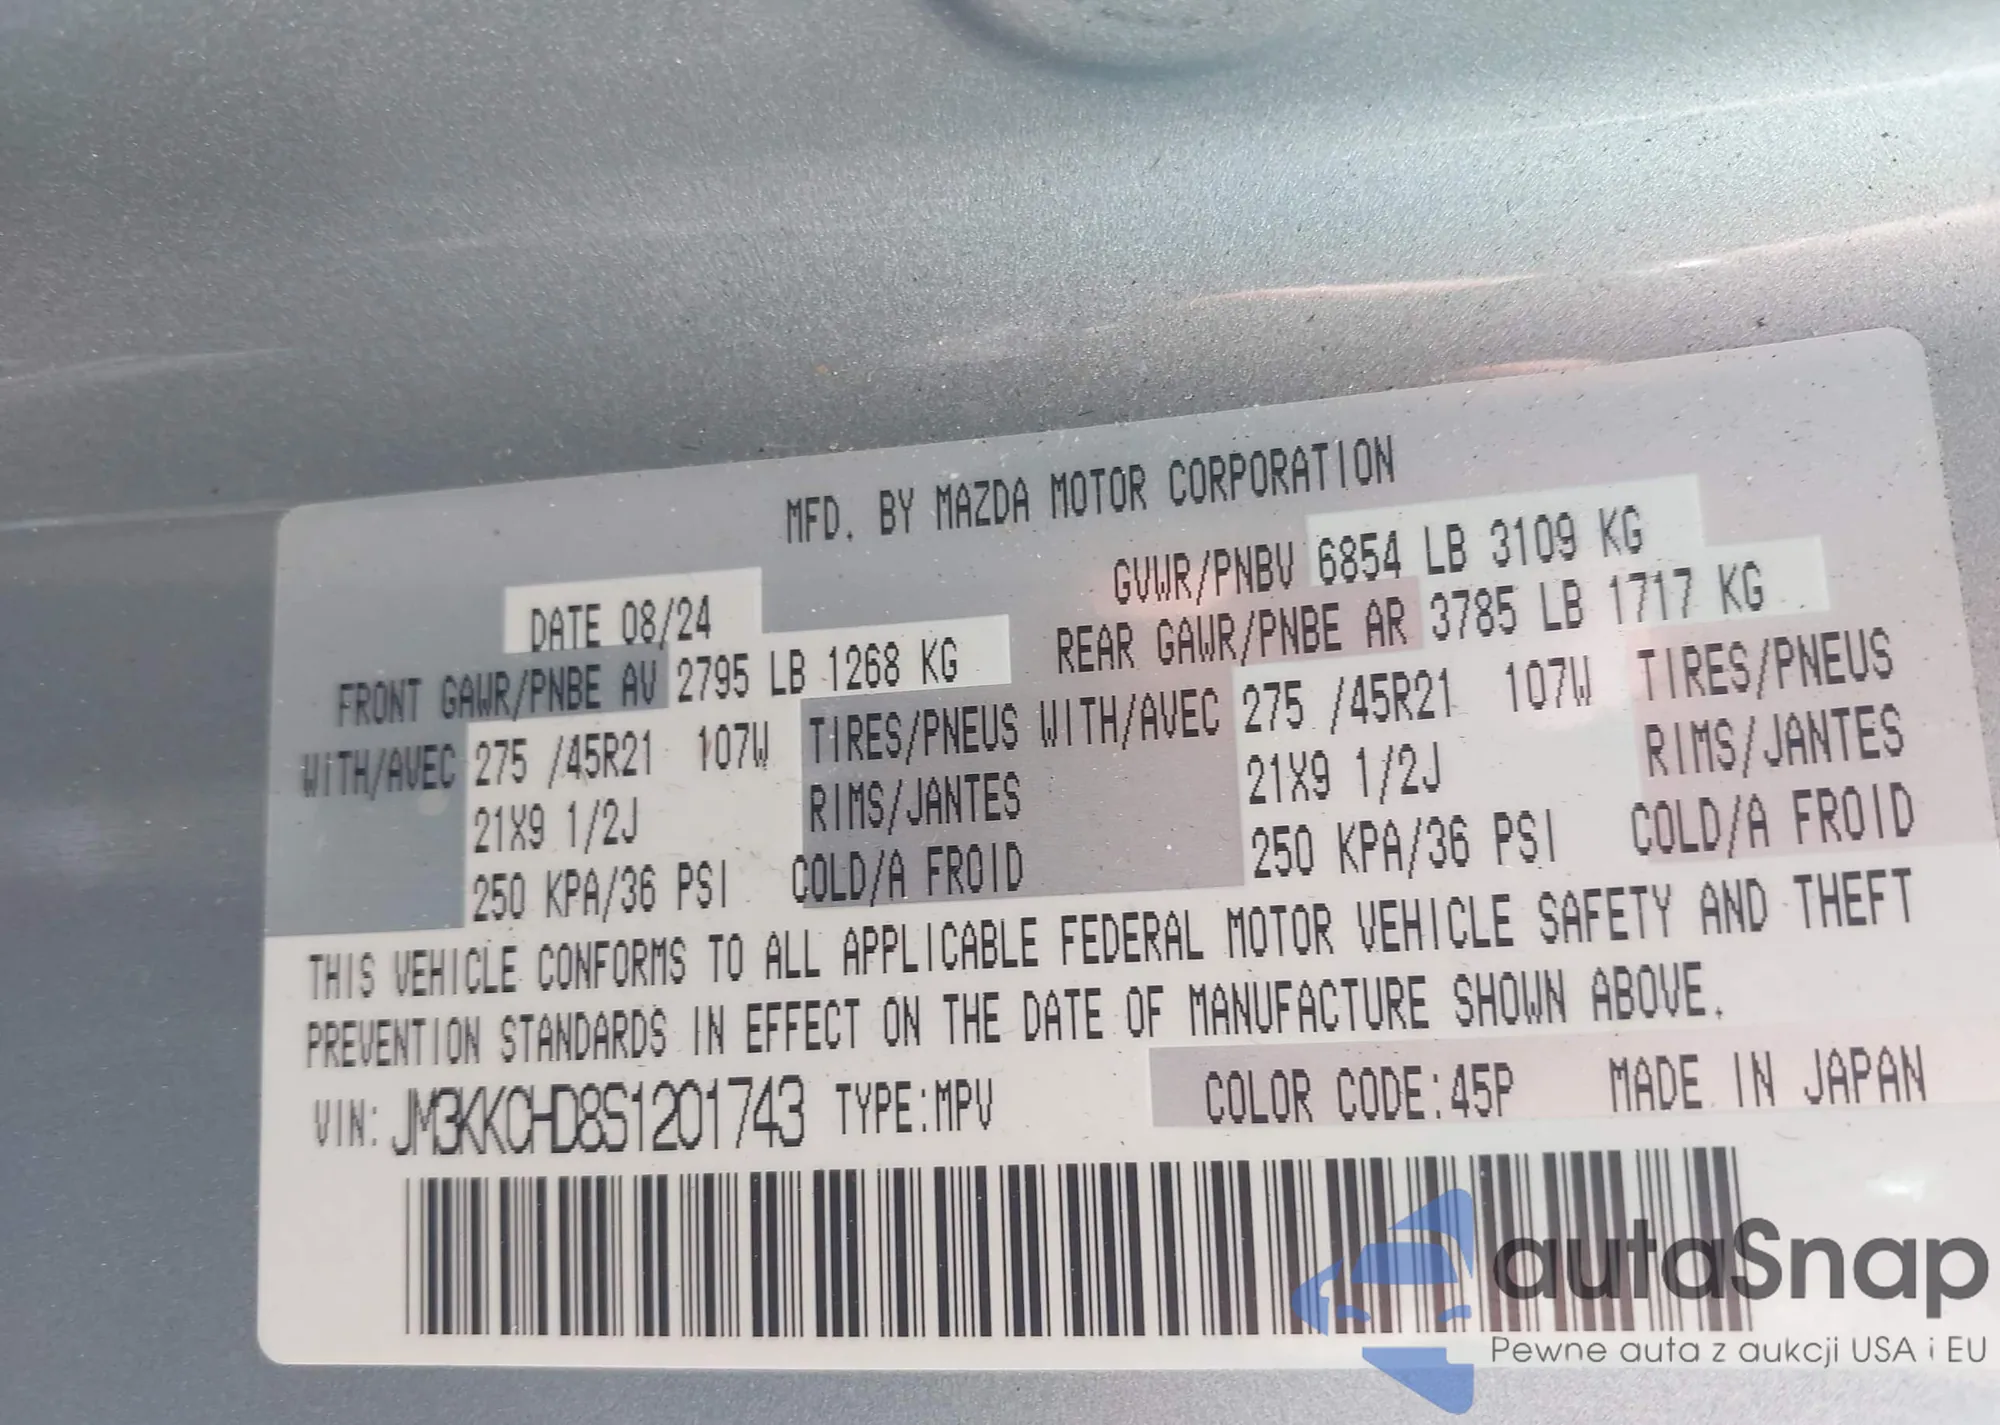 MFD. BY MAZDA MOTOR CORPORATION
DATE 08/24 GVWR/PNBV 6854 LB 3109 KG
FRONT GAWR/PNBE AV 2795 LB 1268 KG REAR GAWR/PNBE AR 3785 LB 1717 KG
WITH/AVEC 275 /45R21 107W TIRES/PNEUS WITH/AVEC 275 /45R21 107W TIRES/PNEUS
21X9 1/2J RIMS/JANTES 21X9 1/2J RIMS/JANTES
250 KPA/36 PSI COLD/A FROID 250 KPA/36 PSI COLD/A FROID
THIS VEHICLE CONFORMS TO ALL APPLICABLE FEDERAL MOTOR VEHICLE SAFETY AND THEFT
PREVENTION STANDARDS IN EFFECT ON THE DATE OF MANUFACTURE SHOWN ABOVE.
VIN: JM3KKCHD8S1201743 TYPE:MPV COLOR CODE:45P MADE IN JAPAN
autaSnap
Pewne auta z aukcji USA i EU